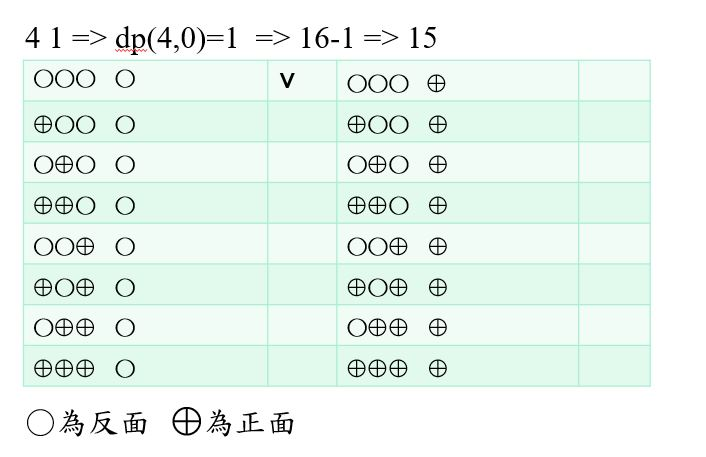 4 1 => dp(4,0)=1 => 16-1 => 15
○○○ ○ V ○○○ ⊕
⊕○○ ○ ⊕○○ ⊕
○⊕○ ○ ○⊕○ ⊕
⊕⊕○ ○ ⊕⊕○ ⊕
○○⊕ ○ ○○⊕ ⊕
⊕○⊕ ○ ⊕○⊕ ⊕
○⊕⊕ ○ ○⊕⊕ ⊕
⊕⊕⊕ ○ ⊕⊕⊕ ⊕
○為反面 ⊕為正面